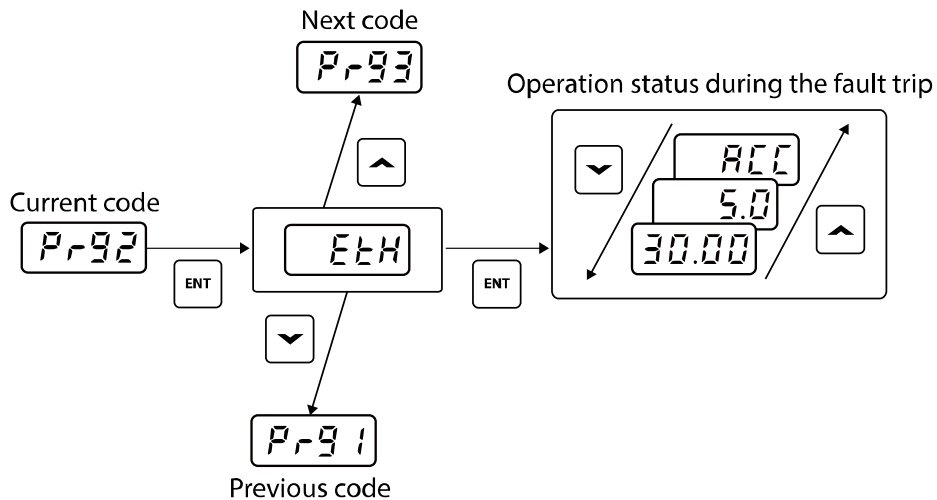 Next code
Pr93
Operation status during the fault trip
ACC
5.0
30.00
Current code
Pr92
ENT
EtH
ENT
Pr91
Previous code